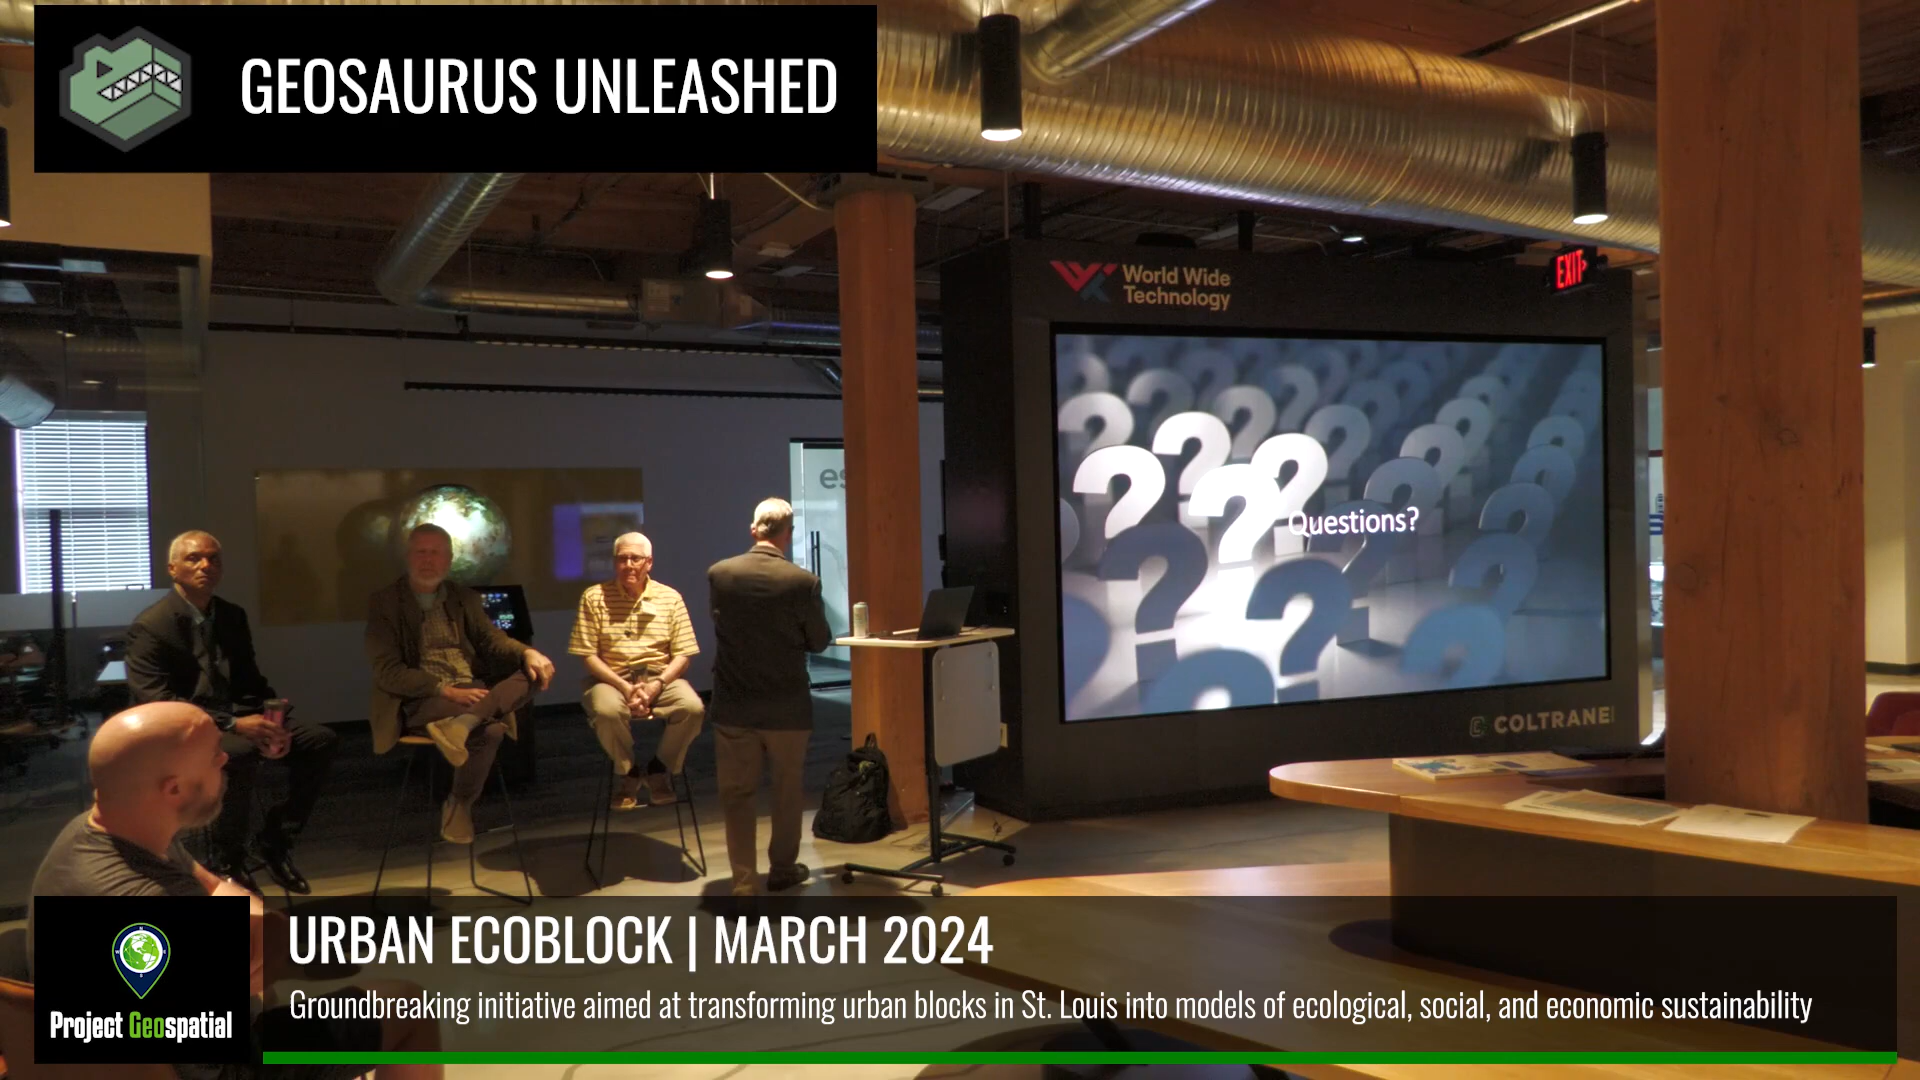 GEOSAURUS UNLEASHED
World Wide
Technology
EXIT
es
Questions?
COLTRANE
URBAN ECOBLOCK | MARCH 2024
Groundbreaking initiative aimed at transforming urban blocks in St. Louis into models of ecological, social, and economic sustainability
Project Geospatial